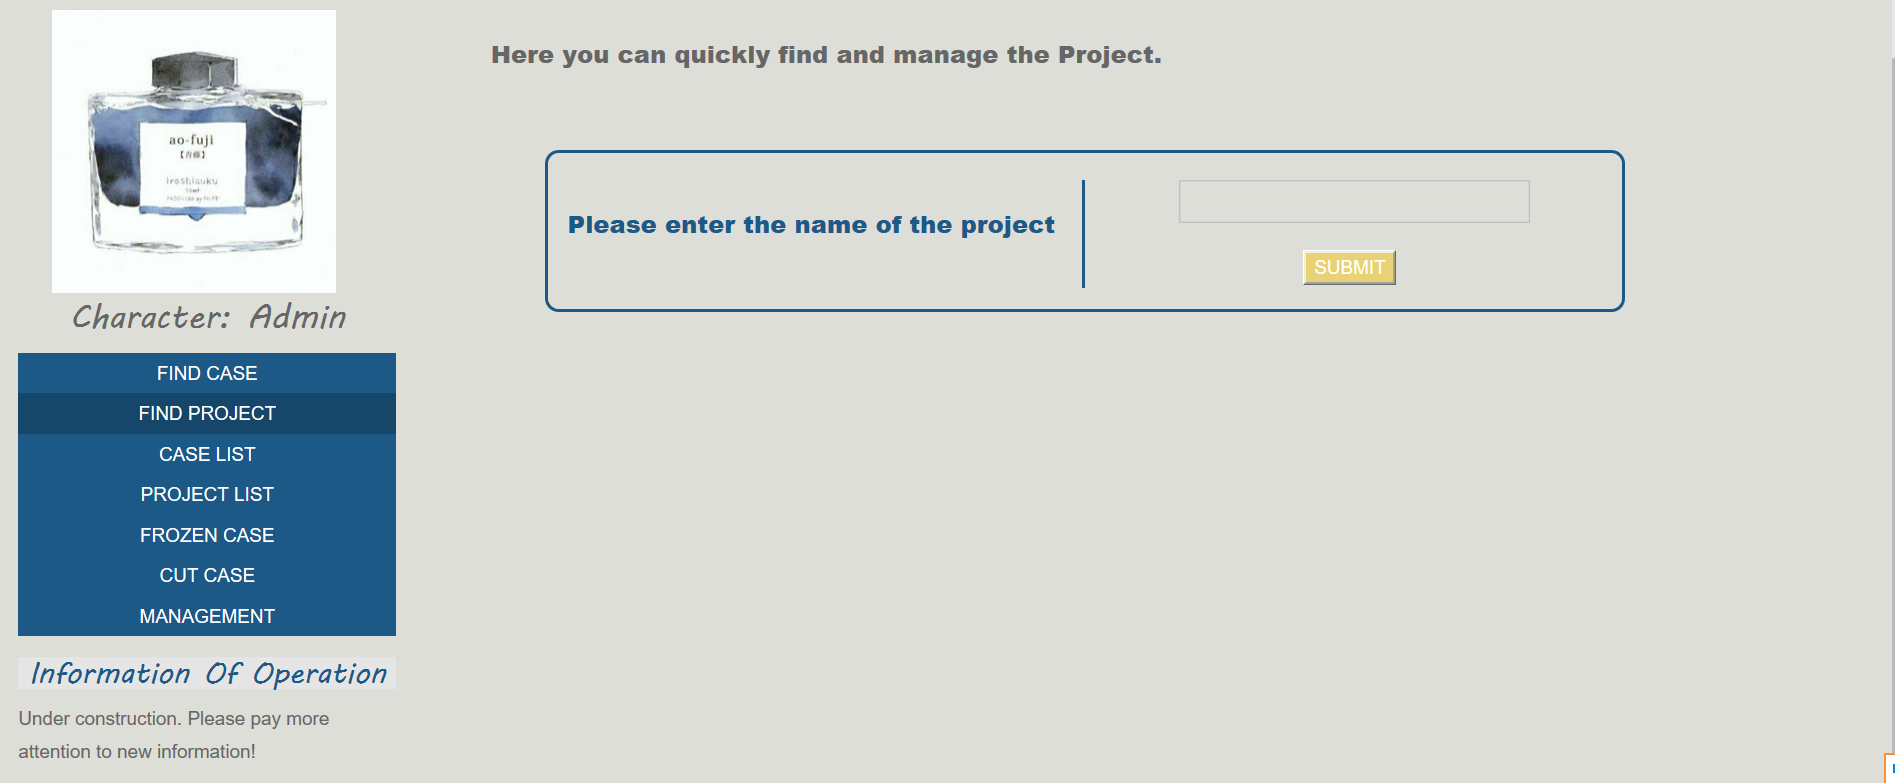 ao-fuji
【青藤】
iroshizuku
Here you can quickly find and manage the Project.
Please enter the name of the project
SUBMIT
Character: Admin
FIND CASE
FIND PROJECT
CASE LIST
PROJECT LIST
FROZEN CASE
CUT CASE
MANAGEMENT
Information Of Operation
Under construction. Please pay more
attention to new information!